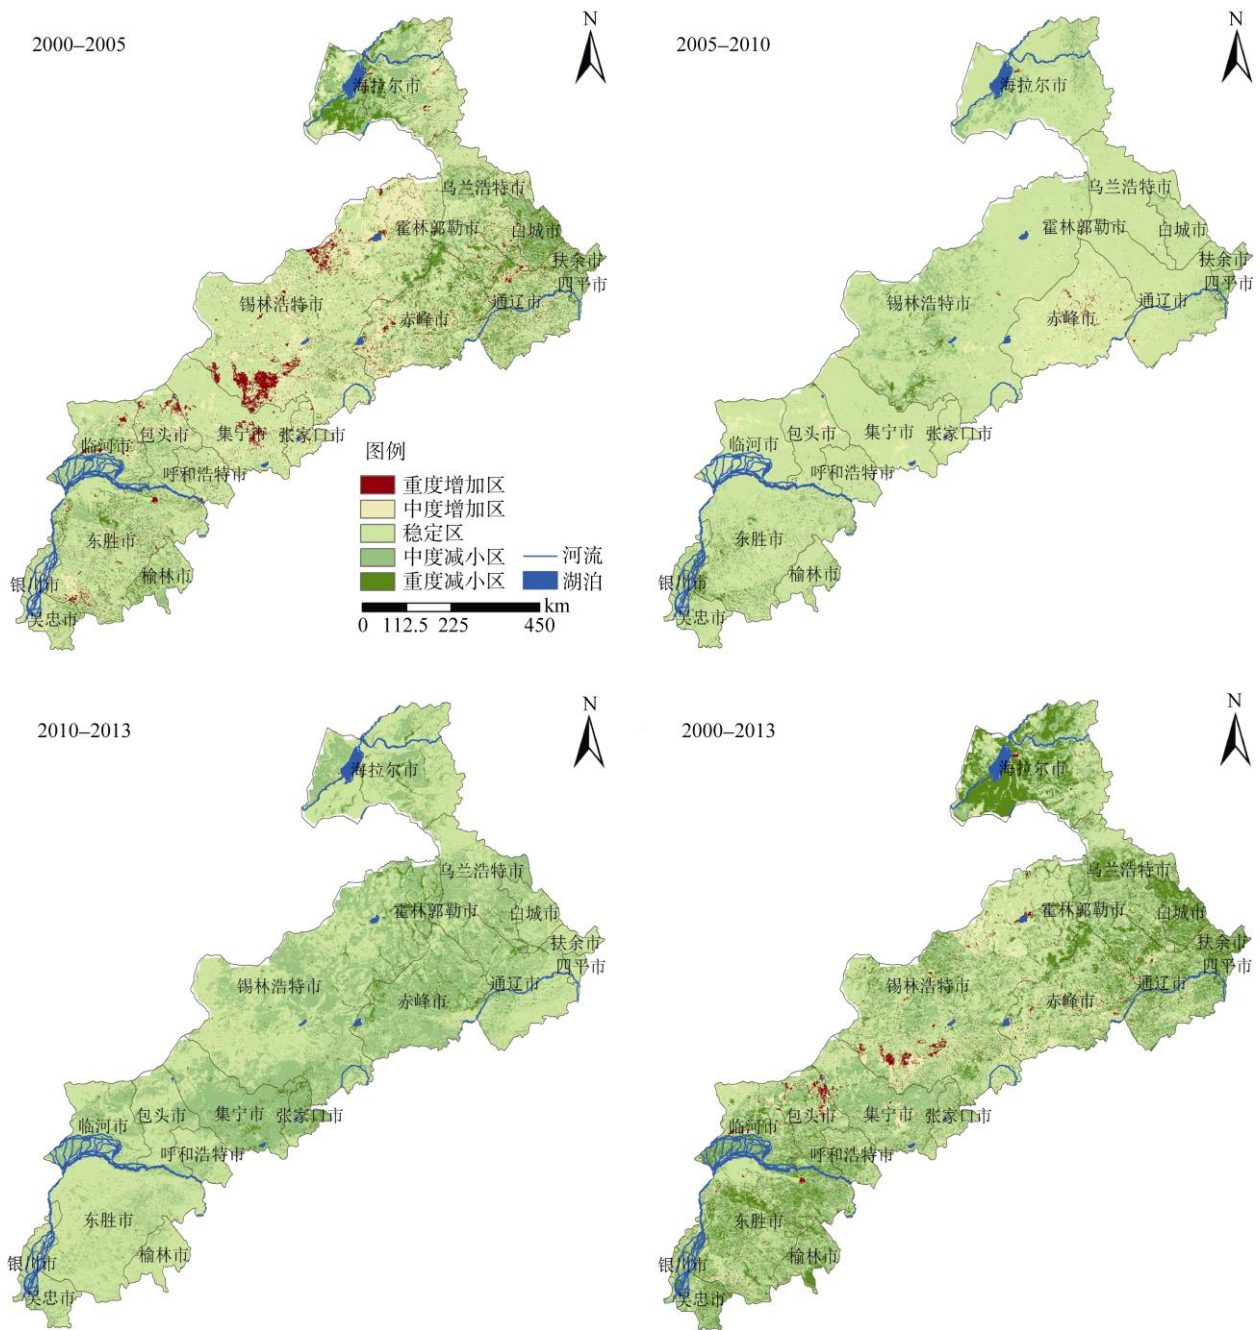 2000–2005
N
海拉尔市
乌兰浩特市
霍林郭勒市
白城市
扶余市
四平市
通辽市
锡林浩特市
赤峰市
包头市
集宁市
张家口市
临河市
呼和浩特市
东胜市
榆林市
银川市
吴忠市
图例
重度增加区
中度增加区
稳定区
中度减小区
重度减小区
河流
湖泊
km
0 112.5 225 450
2005–2010
N
海拉尔市
乌兰浩特市
霍林郭勒市
白城市
扶余市
四平市
通辽市
锡林浩特市
赤峰市
包头市
集宁市
张家口市
临河市
呼和浩特市
东胜市
榆林市
银川市
吴忠市
2010–2013
N
海拉尔市
乌兰浩特市
霍林郭勒市
白城市
扶余市
四平市
通辽市
锡林浩特市
赤峰市
包头市
集宁市
张家口市
临河市
呼和浩特市
东胜市
榆林市
银川市
吴忠市
2000–2013
N
海拉尔市
乌兰浩特市
霍林郭勒市
白城市
扶余市
四平市
通辽市
锡林浩特市
赤峰市
包头市
集宁市
张家口市
临河市
呼和浩特市
东胜市
榆林市
银川市
吴忠市